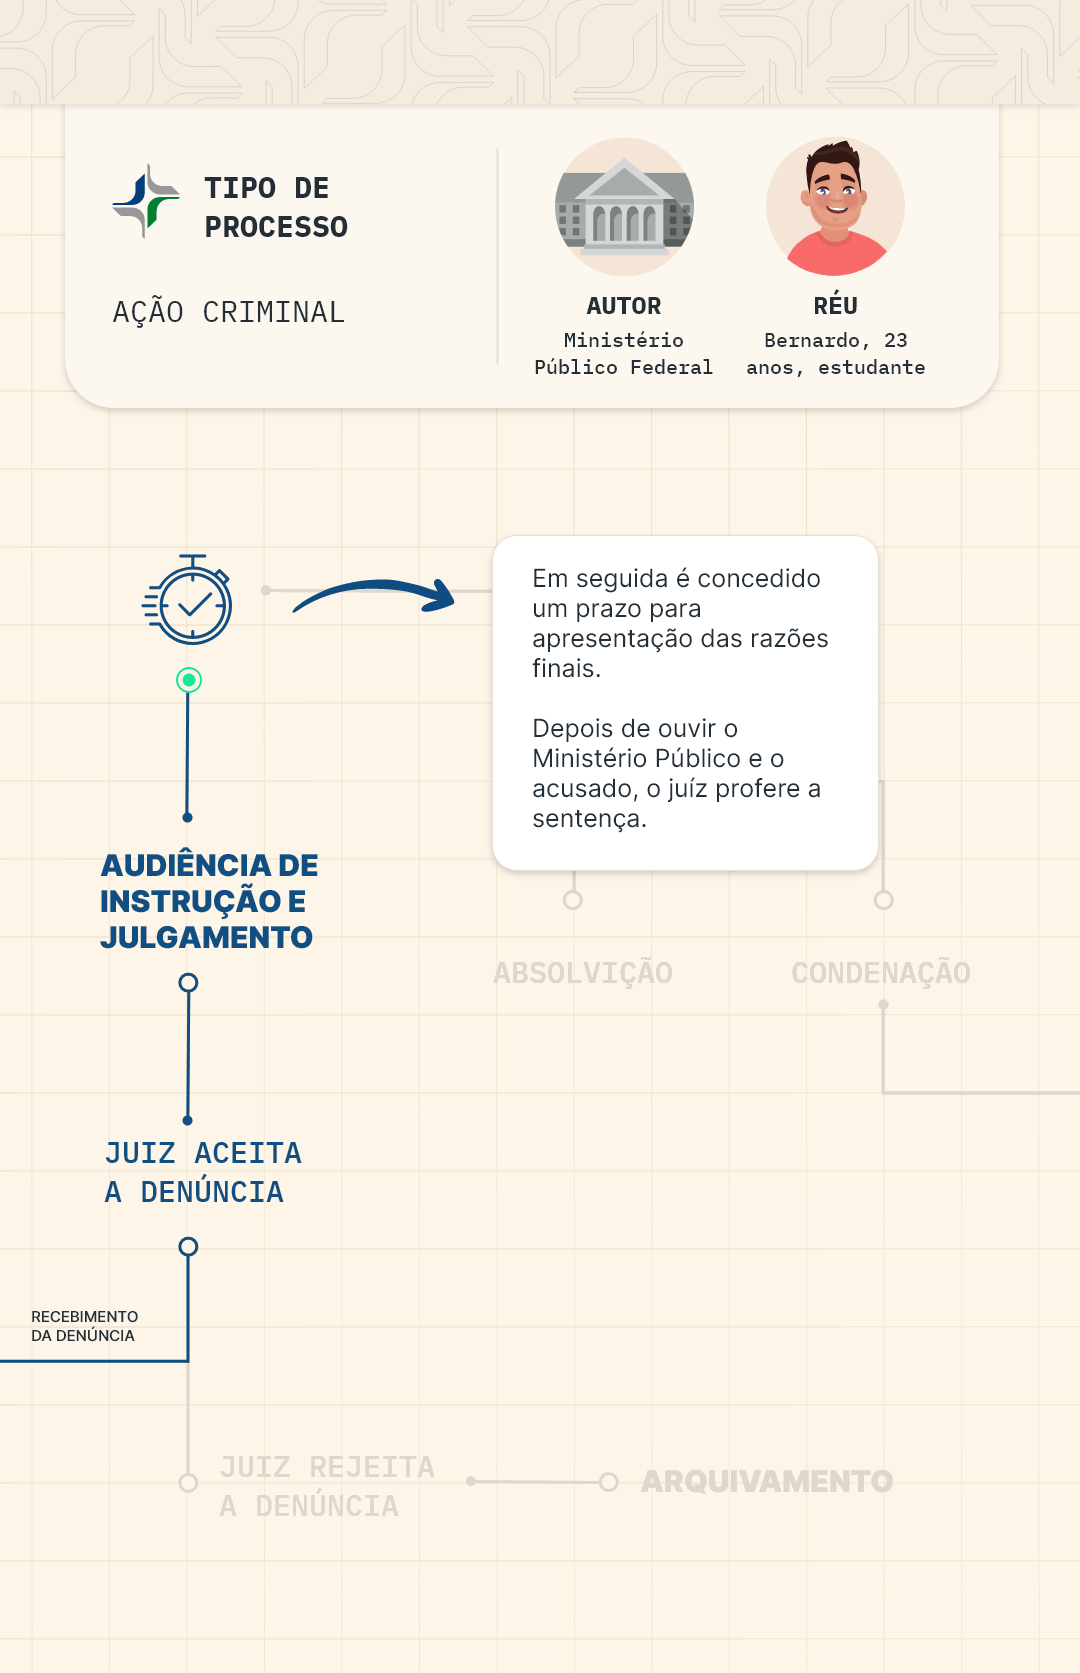 TIPO DE
PROCESSO
AÇÃO CRIMINAL
AUTOR
Ministério
Público Federal
RÉU
Bernardo, 23
anos, estudante
Em seguida é concedido
um prazo para
apresentação das razões
finais.
Depois de ouvir o
Ministério Público e o
acusado, o juíz profere a
sentença.
AUDIÊNCIA DE
INSTRUÇÃO E
JULGAMENTO
ABSOLVIÇÃO
CONDENAÇÃO
JUIZ ACEITA
A DENÚNCIA
RECEBIMENTO
DA DENÚNCIA
JUIZ REJEITA
A DENÚNCIA
ARQUIVAMENTO